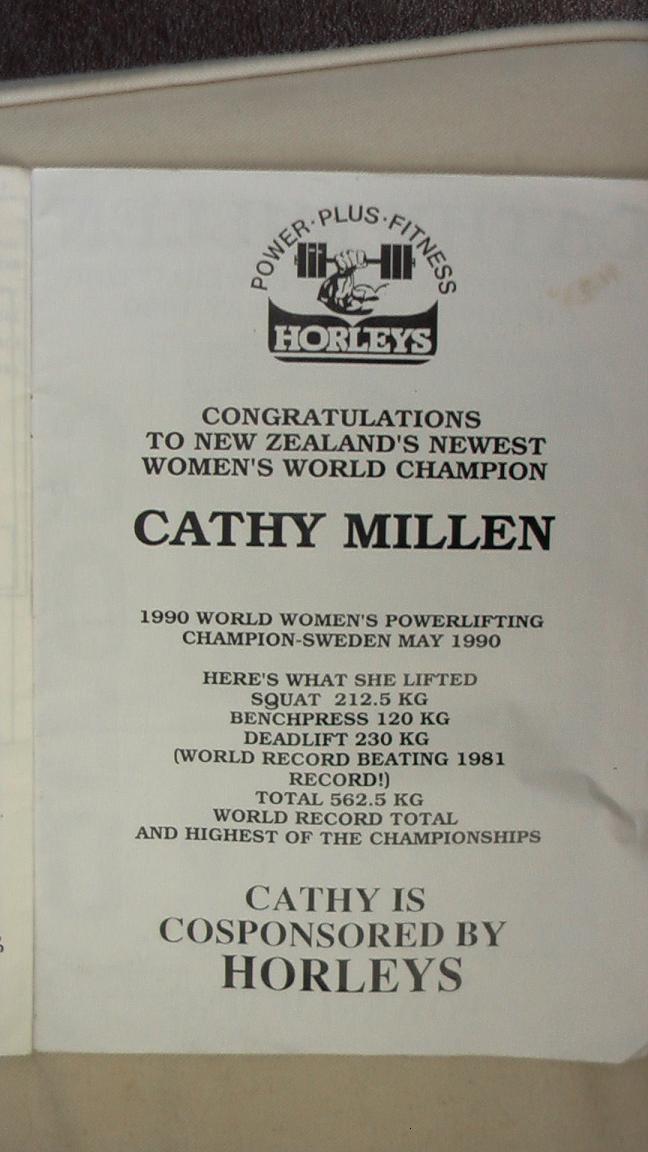 POWER·PLUS·FITNESS
HORLEYS
CONGRATULATIONS
TO NEW ZEALAND'S NEWEST
WOMEN'S WORLD CHAMPION
CATHY MILLEN
1990 WORLD WOMEN'S POWERLIFTING
CHAMPION-SWEDEN MAY 1990
HERE'S WHAT SHE LIFTED
SQUAT 212.5 KG
BENCHPRESS 120 KG
DEADLIFT 230 KG
(WORLD RECORD BEATING 1981
RECORD!)
TOTAL 562.5 KG
WORLD RECORD TOTAL
AND HIGHEST OF THE CHAMPIONSHIPS
CATHY IS
COSPONSORED BY
HORLEYS